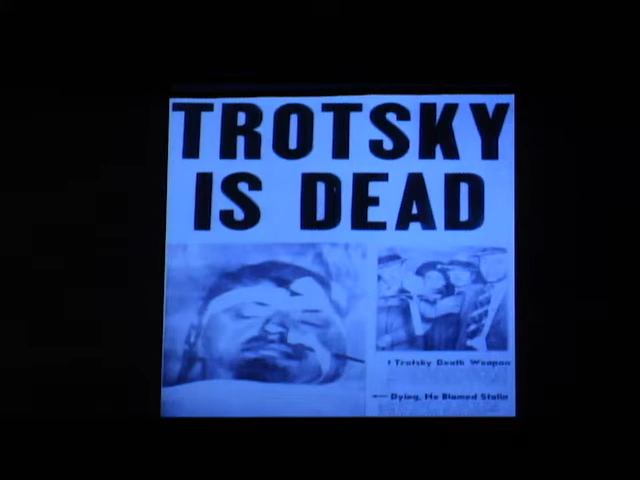 TROTSKY
IS DEAD
↑ Trotsky Death Weapon
← Dying, He Blamed Stalin